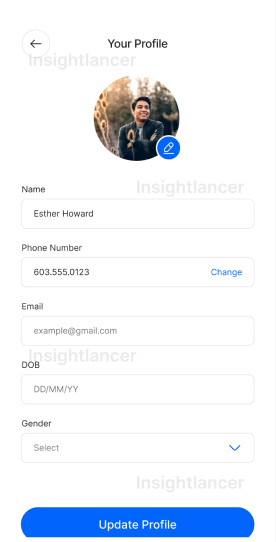 Your Profile
Insightlancer
Insightlancer
Name
Esther Howard
Phone Number
603.555.0123 Change
Email
example@gmail.com
Insightlancer
DOB
DD/MM/YY
Gender
Select
Insightlancer
Update Profile